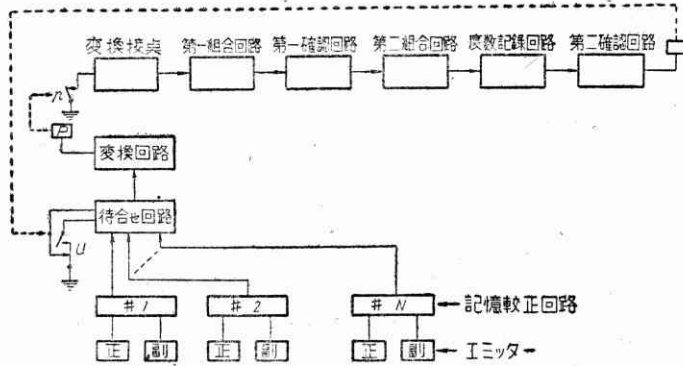 変換接点 第一組合回路 第一確認回路 第二組合回路 度数記録回路 第二確認回路
n
P
変換回路
待合せ回路
u
#1 #2 #N 記憶較正回路
正 副 正 副 正 副 エミッター